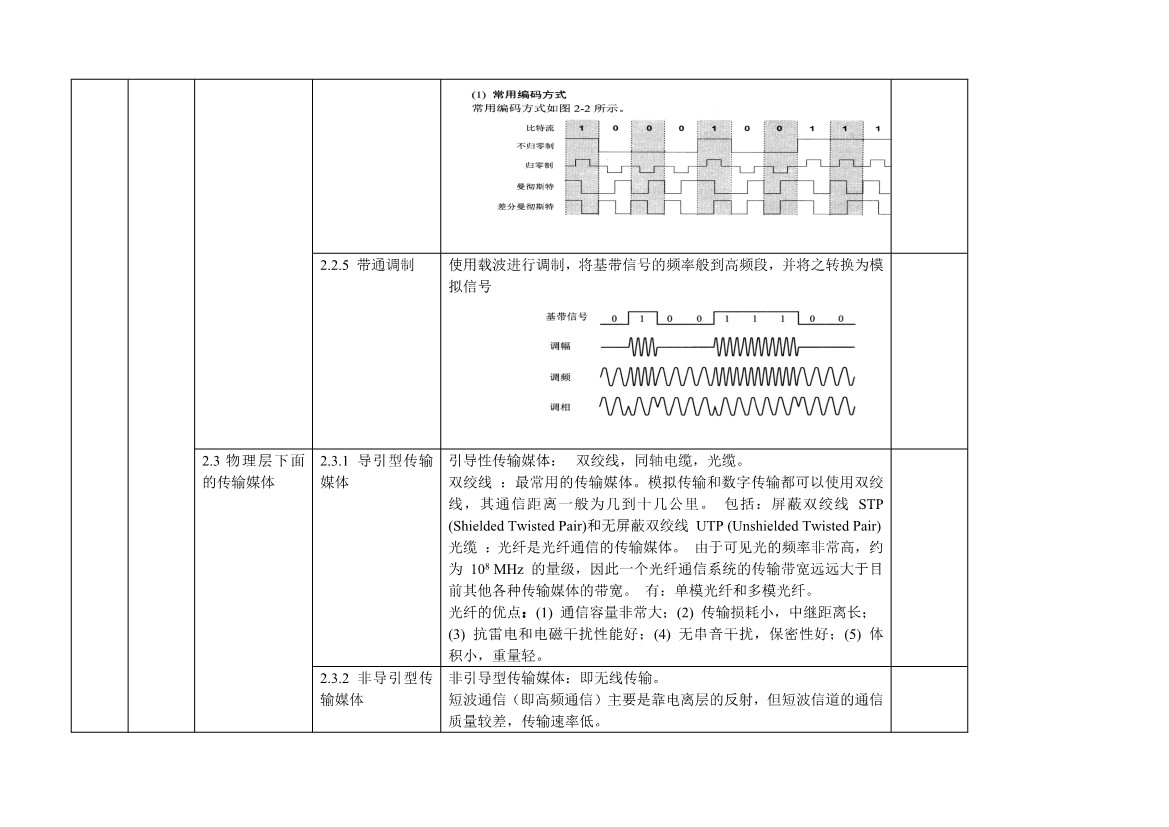 (1) 常用编码方式
常用编码方式如图 2-2 所示。
比特流 1 0 0 0 1 0 0 1 1 1
不归零制
归零制
曼彻斯特
差分曼彻斯特
2.2.5 带通调制
使用载波进行调制，将基带信号的频率般到高频段，并将之转换为模
拟信号
基带信号 0 1 0 0 1 1 1 0 0
调幅
调频
调相
2.3 物理层下面
的传输媒体
2.3.1 导引型传输
媒体
引导性传输媒体： 双绞线，同轴电缆，光缆。
双绞线 ：最常用的传输媒体。模拟传输和数字传输都可以使用双绞
线，其通信距离一般为几到十几公里。 包括：屏蔽双绞线 STP
(Shielded Twisted Pair)和无屏蔽双绞线 UTP (Unshielded Twisted Pair)
光缆 ：光纤是光纤通信的传输媒体。 由于可见光的频率非常高，约
为 10⁸ MHz 的量级，因此一个光纤通信系统的传输带宽远远大于目
前其他各种传输媒体的带宽。 有：单模光纤和多模光纤。
光纤的优点：(1) 通信容量非常大；(2) 传输损耗小，中继距离长；
(3) 抗雷电和电磁干扰性能好；(4) 无串音干扰，保密性好；(5) 体
积小，重量轻。
2.3.2 非导引型传
输媒体
非引导型传输媒体：即无线传输。
短波通信（即高频通信）主要是靠电离层的反射，但短波信道的通信
质量较差，传输速率低。